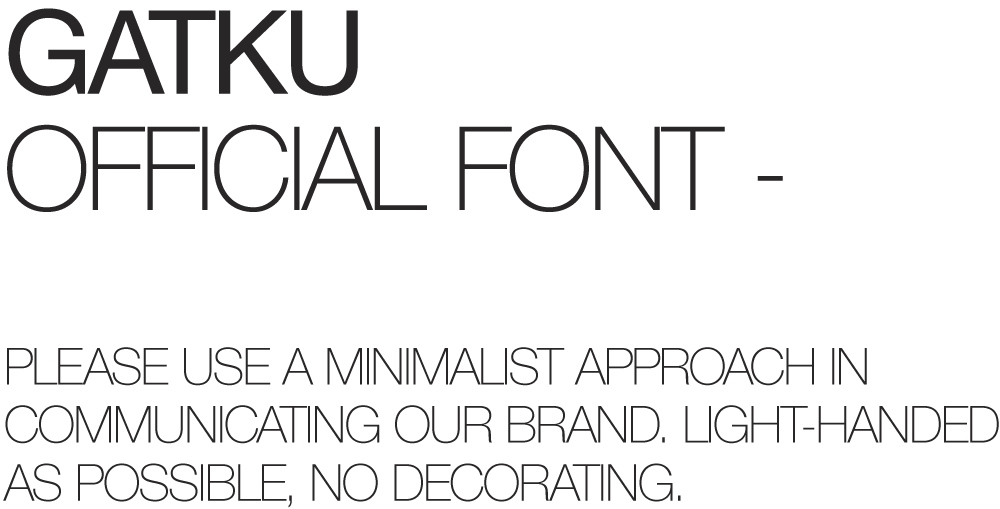 GATKU
OFFICIAL FONT -
PLEASE USE A MINIMALIST APPROACH IN
COMMUNICATING OUR BRAND. LIGHT-HANDED
AS POSSIBLE, NO DECORATING.